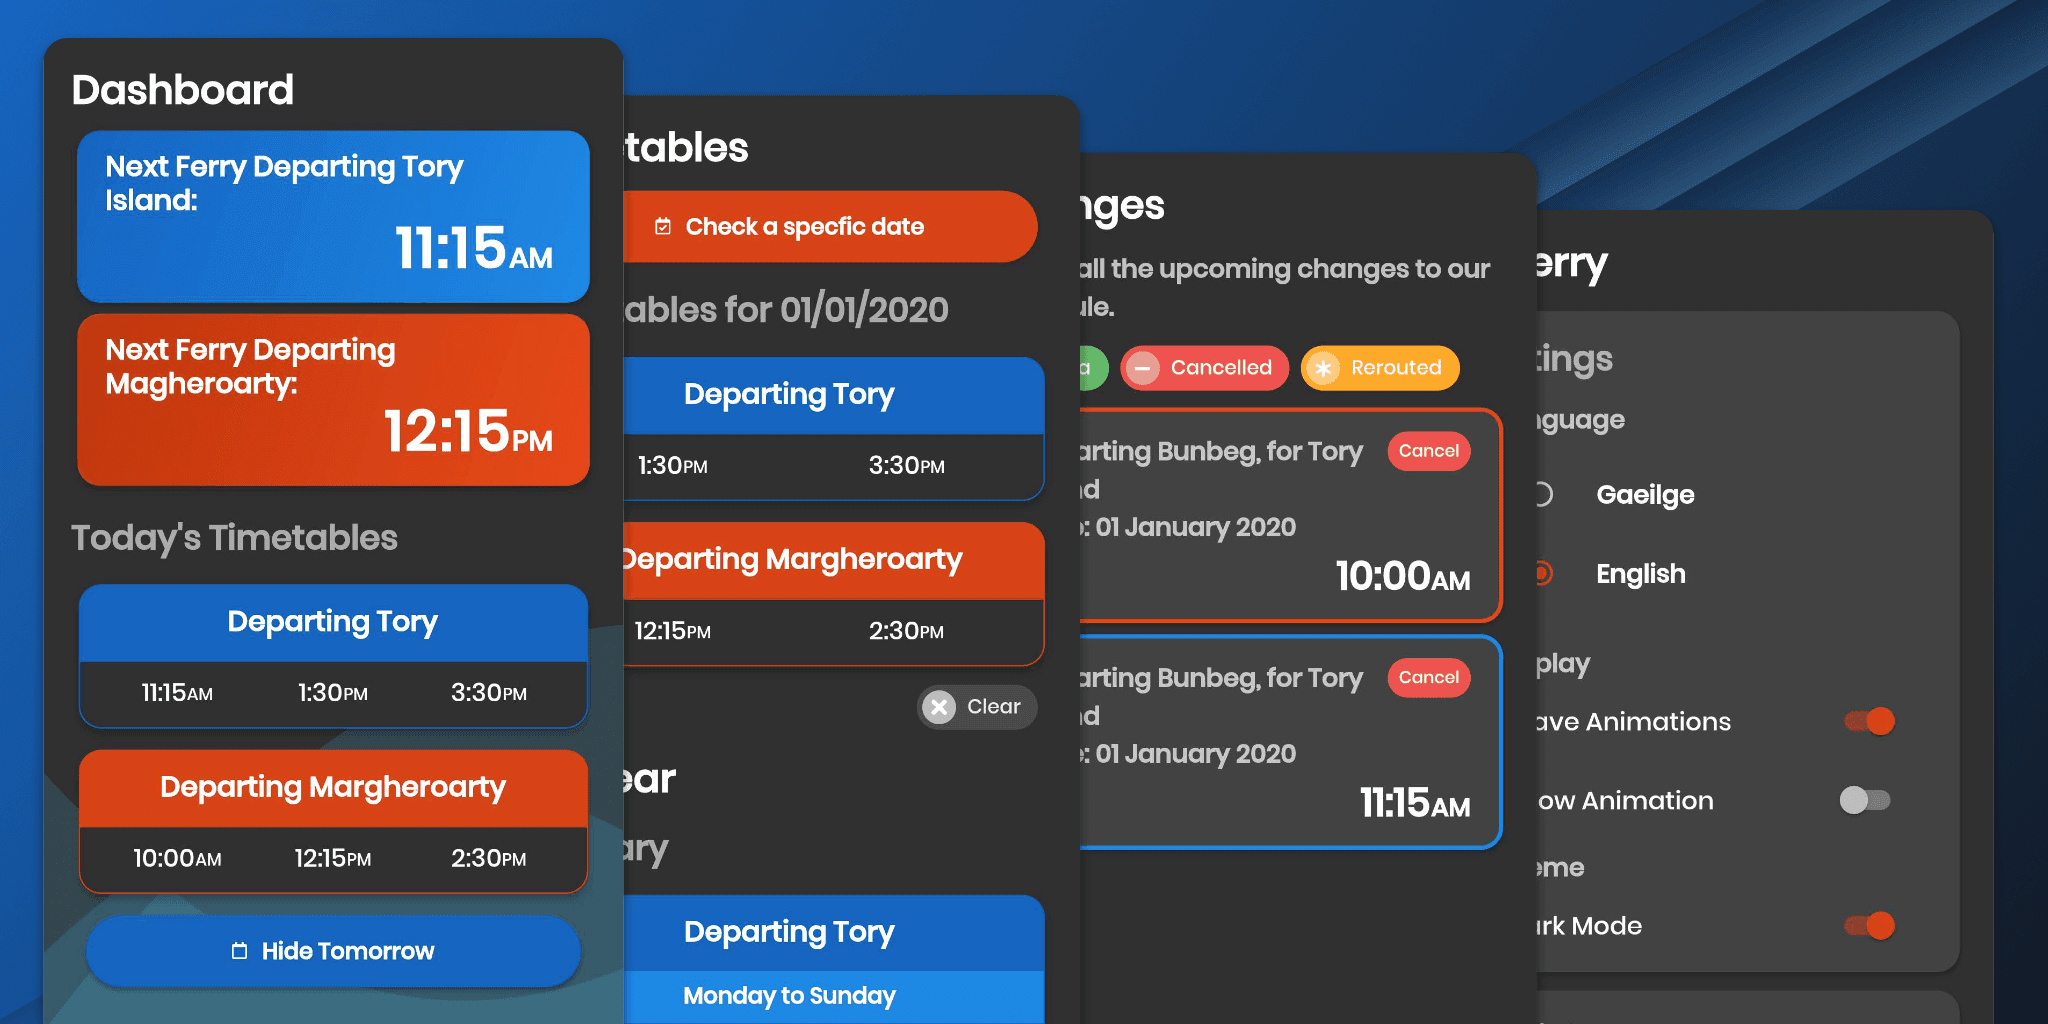 Dashboard
Next Ferry Departing Tory
Island:
11:15AM
Next Ferry Departing
Magheroarty:
12:15PM
Today's Timetables
Departing Tory
11:15AM 1:30PM 3:30PM
Departing Margheroarty
10:00AM 12:15PM 2:30PM
Hide Tomorrow
etables
Check a specfic date
ables for 01/01/2020
Departing Tory
1:30PM 3:30PM
Departing Margheroarty
12:15PM 2:30PM
Clear
ear
ary
Departing Tory
Monday to Sunday
nges
all the upcoming changes to our
ule.
a Cancelled Rerouted
arting Bunbeg, for Tory Cancel
nd
e: 01 January 2020
10:00AM
arting Bunbeg, for Tory Cancel
nd
e: 01 January 2020
11:15AM
erry
tings
nguage
Gaeilge
English
play
ave Animations
ow Animation
eme
ark Mode